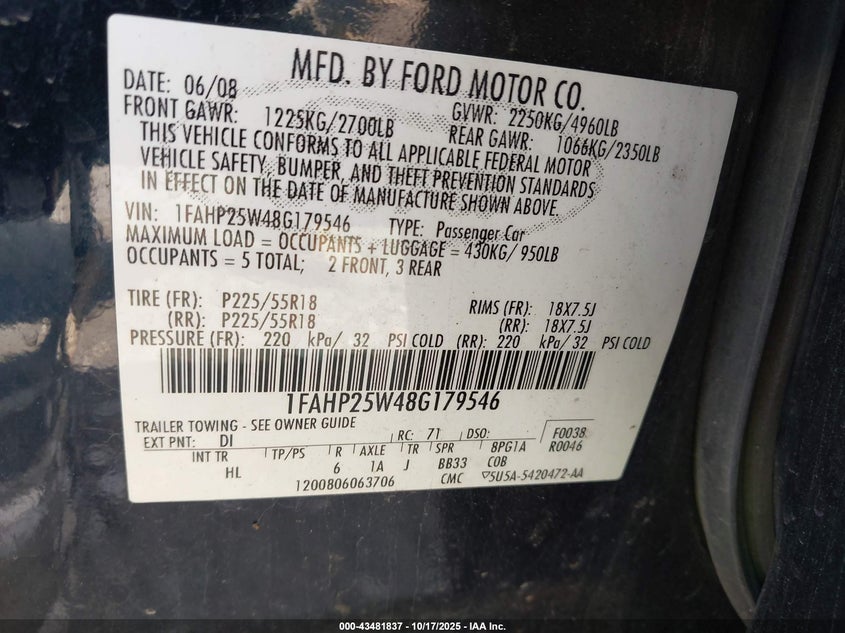 MFD. BY FORD MOTOR CO.
DATE: 06/08 GVWR: 2250KG/4960LB
FRONT GAWR: 1225KG/2700LB REAR GAWR: 1066KG/2350LB
THIS VEHICLE CONFORMS TO ALL APPLICABLE FEDERAL MOTOR
VEHICLE SAFETY, BUMPER, AND THEFT PREVENTION STANDARDS
IN EFFECT ON THE DATE OF MANUFACTURE SHOWN ABOVE.
VIN: 1FAHP25W48G179546 TYPE: Passenger Car
MAXIMUM LOAD = OCCUPANTS + LUGGAGE = 430KG/ 950LB
OCCUPANTS = 5 TOTAL; 2 FRONT, 3 REAR
TIRE (FR): P225/55R18 RIMS (FR): 18X7.5J
(RR): P225/55R18 (RR): 18X7.5J
PRESSURE (FR): 220 kPa/ 32 PSI COLD (RR): 220 kPa/ 32 PSI COLD
1FAHP25W48G179546
TRAILER TOWING - SEE OWNER GUIDE
EXT PNT: DI RC: 71 DSO: F0038
R0046
INT TR TP/PS R AXLE TR SPR BPG1A
HL 6 1A J BB33 COB
1200806063706 CMC ▽5U5A-5420472-AA
000-43481837 - 10/17/2025 - IAA Inc.